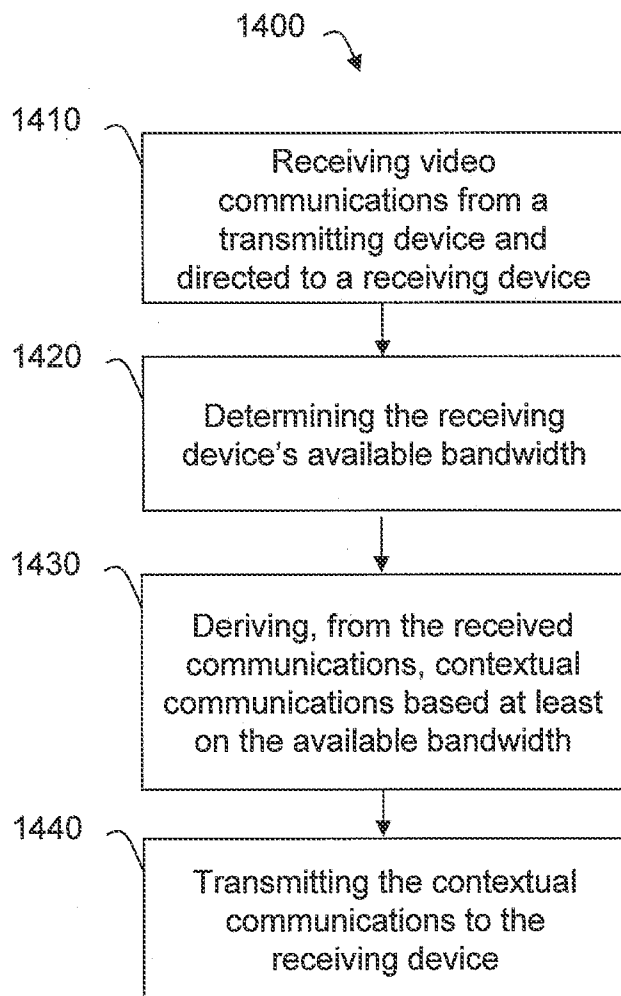 1400
1410
Receiving video
communications from a
transmitting device and
directed to a receiving device
1420
Determining the receiving
device's available bandwidth
1430
Deriving, from the received
communications, contextual
communications based at least
on the available bandwidth
1440
Transmitting the contextual
communications to the
receiving device